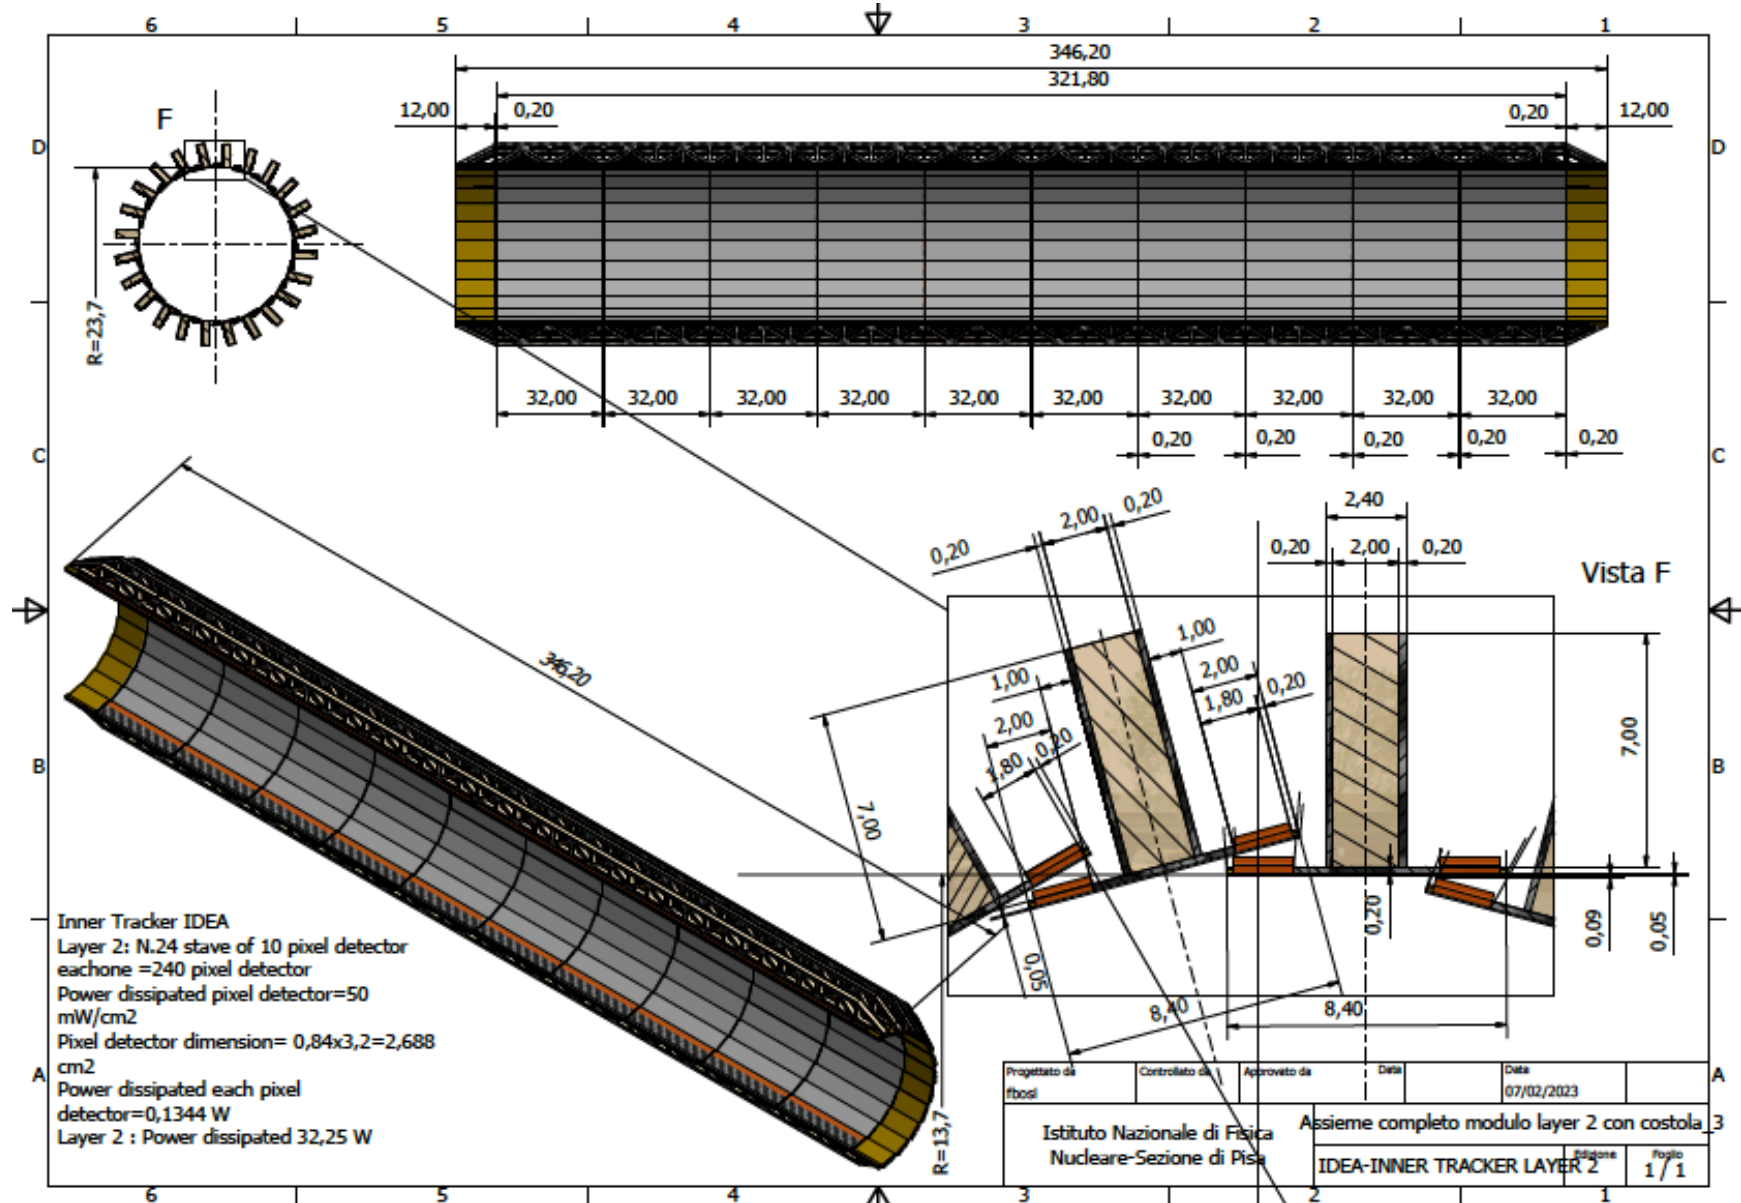 6 5 4 3 2 1
346,20
321,80
12,00 0,20 0,20 12,00
F
D D
R=23,7
32,00 32,00 32,00 32,00 32,00 32,00 32,00 32,00 32,00 32,00
0,20 0,20 0,20 0,20 0,20
C C
346,20
0,20 2,00 0,20
2,40
0,20 2,00 0,20
Vista F
1,00
1,00 2,00 0,20
2,00 1,80
1,80 0,20
7,00
7,00
B B
0,20 0,09 0,05
0,05
8,40 8,40
R=13,7
Inner Tracker IDEA
Layer 2: N.24 stave of 10 pixel detector
eachone =240 pixel detector
Power dissipated pixel detector=50
mW/cm2
Pixel detector dimension= 0,84x3,2=2,688
cm2
Power dissipated each pixel
detector=0,1344 W
Layer 2 : Power dissipated 32,25 W
A A
Progettato da Controllato da Approvato da Data Data
fbosi 07/02/2023
Istituto Nazionale di Fisica
Nucleare-Sezione di Pisa
Assieme completo modulo layer 2 con costola 3
IDEA-INNER TRACKER LAYER 2
Edizione Foglio
1 / 1
6 5 4 3 2 1